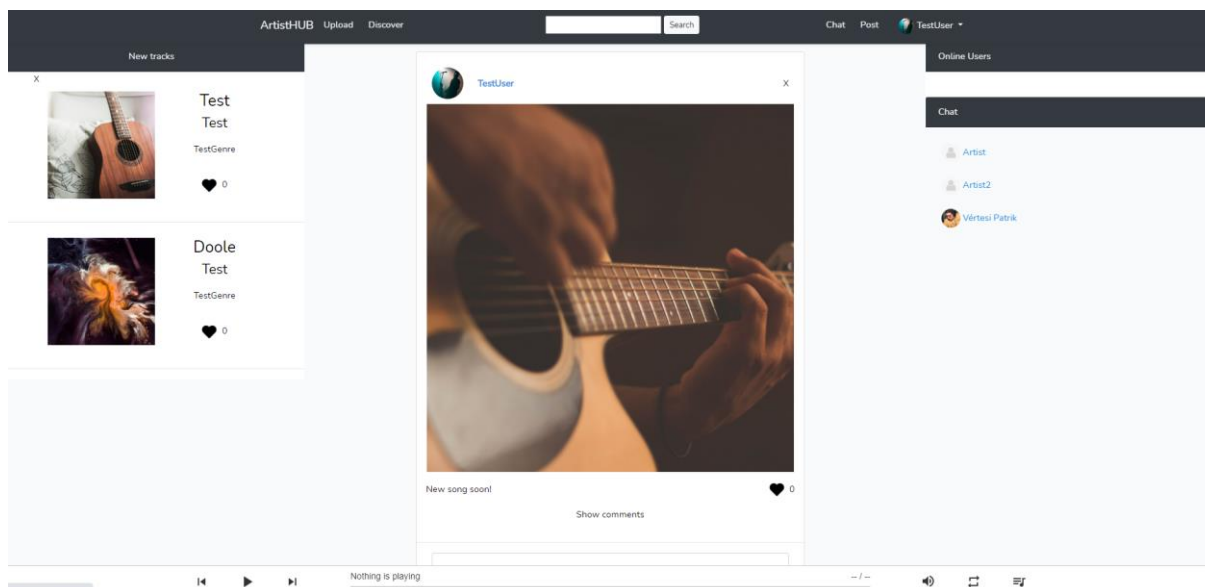 ArtistHUB Upload Discover Search Chat Post TestUser
New tracks
X
Test
Test
TestGenre
0
Doole
Test
TestGenre
0
TestUser X
New song soon! 0
Show comments
Online Users
Chat
Artist
Artist2
Vértesi Patrik
Nothing is playing -- / --